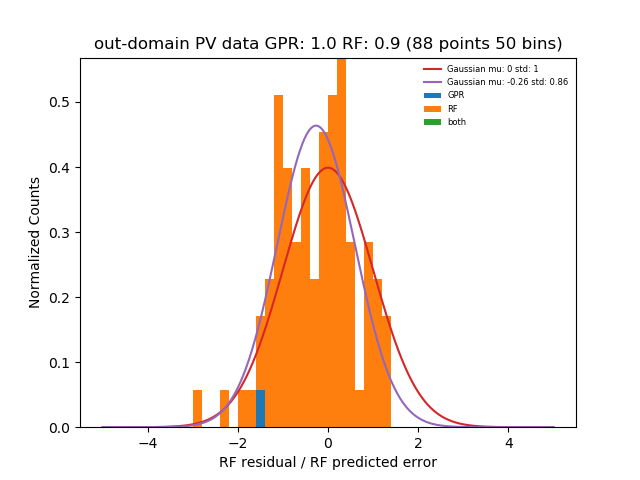 out-domain PV data GPR: 1.0 RF: 0.9 (88 points 50 bins)
Gaussian mu: 0 std: 1
Gaussian mu: -0.26 std: 0.86
GPR
RF
both
Normalized Counts
0.5
0.4
0.3
0.2
0.1
0.0
−4
−2
0
2
4
RF residual / RF predicted error